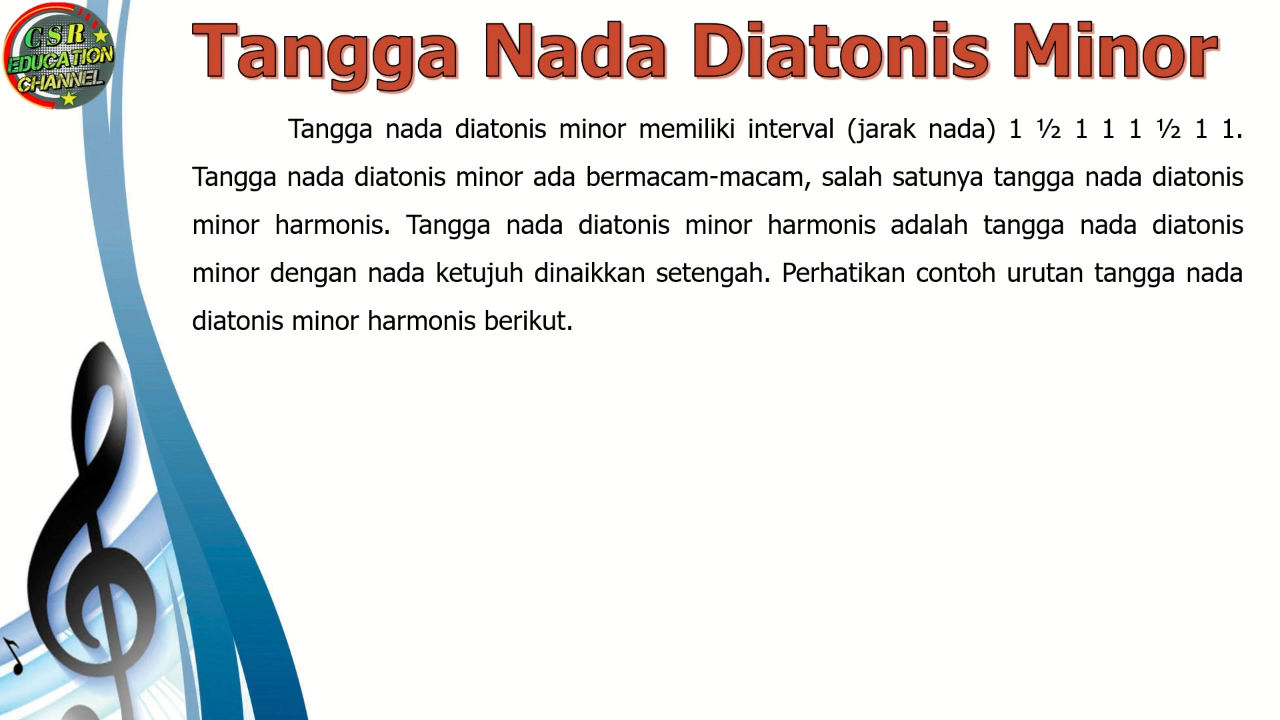 CSR
EDUCATION
CHANNEL
Tangga Nada Diatonis Minor
Tangga nada diatonis minor memiliki interval (jarak nada) 1 ½ 1 1 1 ½ 1 1.
Tangga nada diatonis minor ada bermacam-macam, salah satunya tangga nada diatonis
minor harmonis. Tangga nada diatonis minor harmonis adalah tangga nada diatonis
minor dengan nada ketujuh dinaikkan setengah. Perhatikan contoh urutan tangga nada
diatonis minor harmonis berikut.